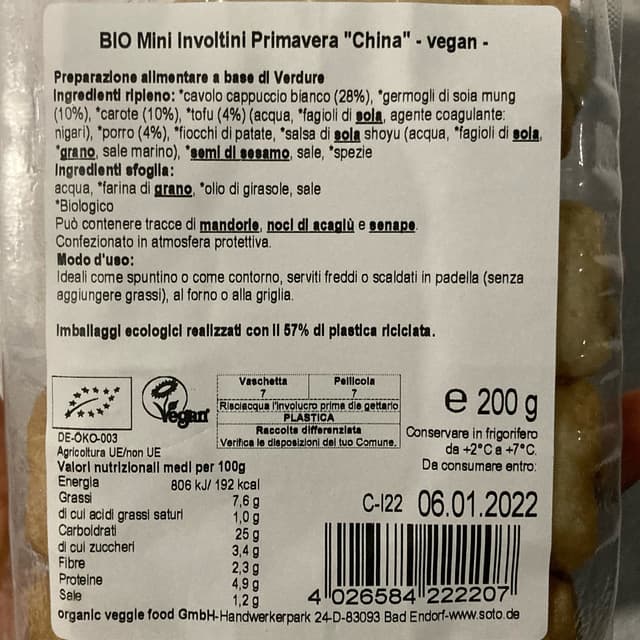 BIO Mini Involtini Primavera "China" - vegan -
Preparazione alimentare a base di Verdure
Ingredienti ripieno: *cavolo cappuccio bianco (28%), *germogli di soia mung
(10%), *carote (10%), *tofu (4%) (acqua, *fagioli di soia, agente coagulante:
nigari), *porro (4%), *fiocchi di patate, *salsa di soia shoyu (acqua, *fagioli di soia,
*grano, sale marino), *semi di sesamo, sale, *spezie
Ingredienti sfoglia:
acqua, *farina di grano, *olio di girasole, sale
*Biologico
Può contenere tracce di mandorle, noci di acagiù e senape.
Confezionato in atmosfera protettiva.
Modo d'uso:
Ideali come spuntino o come contorno, serviti freddi o scaldati in padella (senza
aggiungere grassi), al forno o alla griglia.
Imballaggi ecologici realizzati con il 57% di plastica riciclata.
Vegan
DE-ÖKO-003
Agricoltura UE/non UE
Vaschetta Pellicola
7 7
Risciacqua l'involucro prima die gettarlo
PLASTICA
Raccolta differenziata
Verifica le disposizioni del tuo Comune.
e 200 g
Conservare in frigorifero
da +2°C a +7°C.
Da consumare entro:
C-I22 06.01.2022
Valori nutrizionali medi per 100g
Energia 806 kJ/ 192 kcal
Grassi 7,6 g
di cui acidi grassi saturi 1,0 g
Carboidrati 25 g
di cui zuccheri 3,4 g
Fibre 2,3 g
Proteine 4,9 g
Sale 1,2 g
4 026584 222207
organic veggie food GmbH-Handwerkerpark 24-D-83093 Bad Endorf-www.soto.de